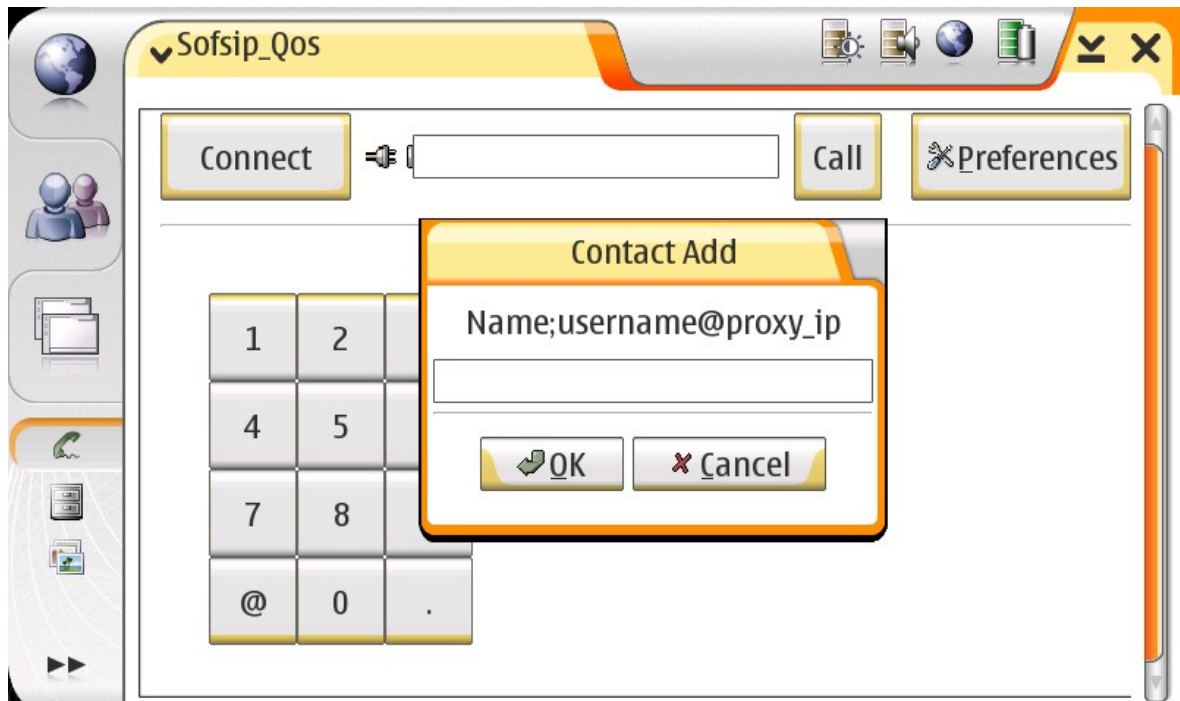 Sofsip_Qos
Connect
Call
Preferences
Contact Add
Name;username@proxy_ip
OK
Cancel
1 2
4 5
7 8
@ 0 .